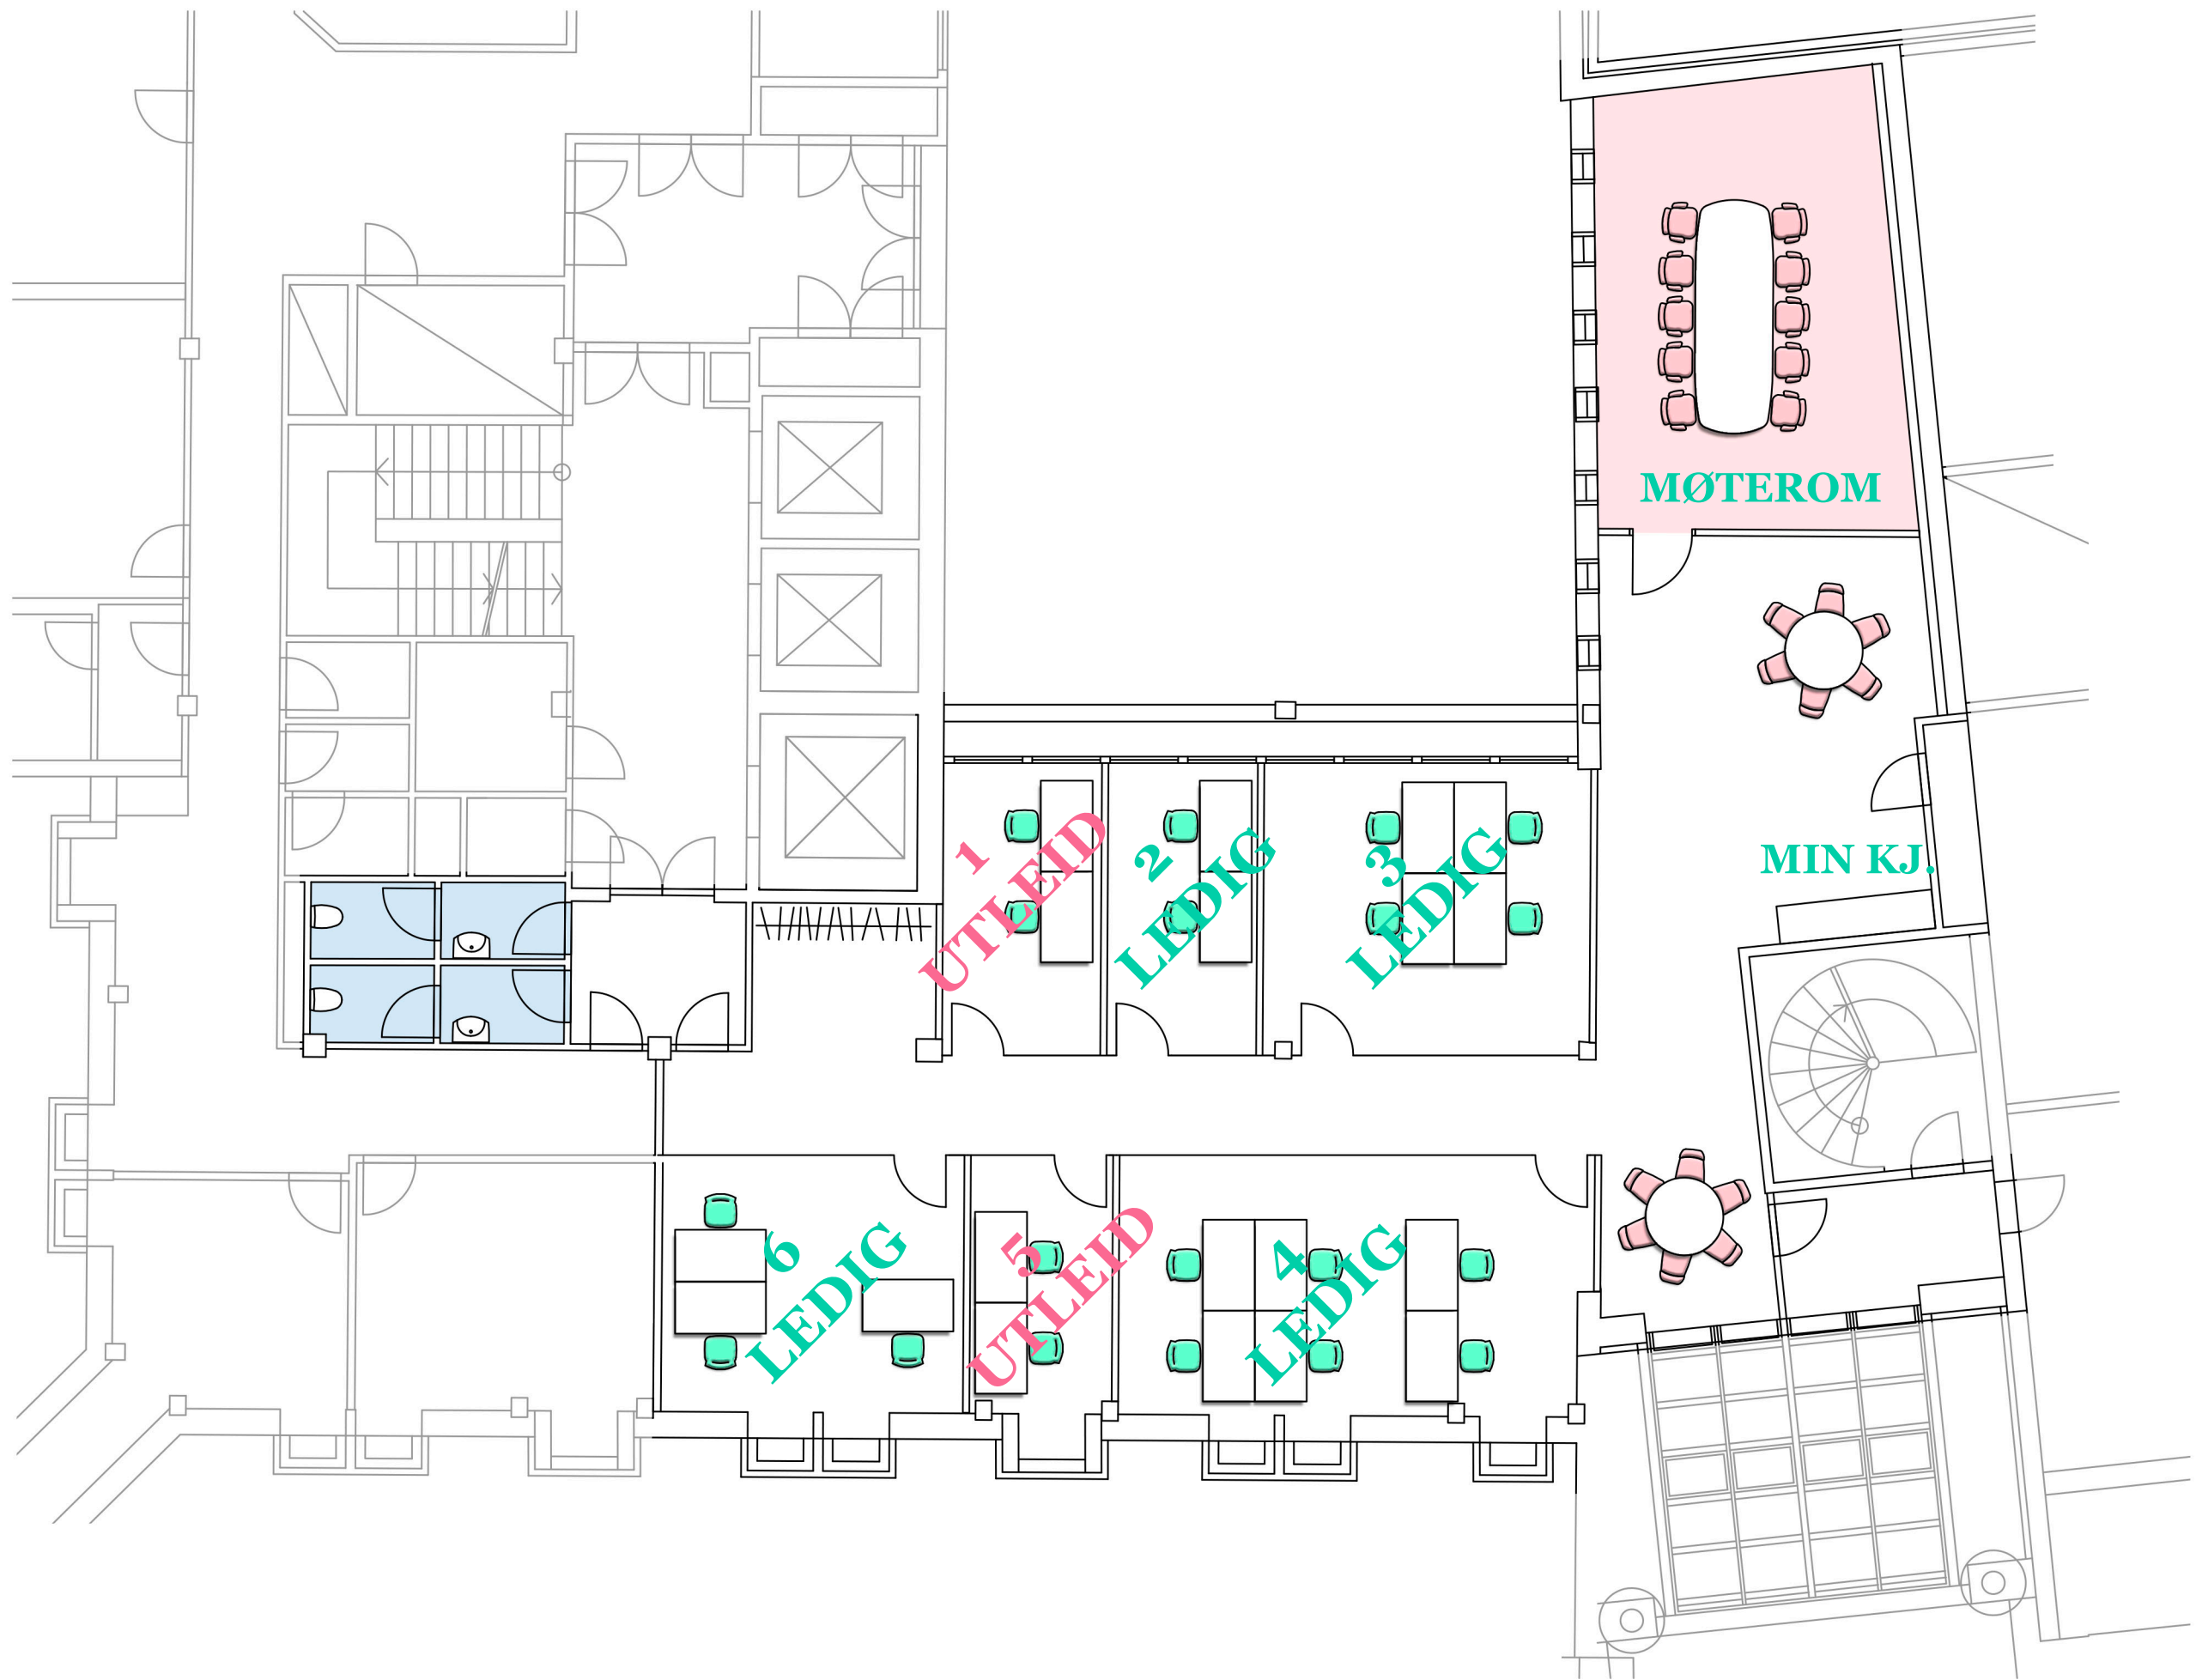 MØTEROM
MIN KJ.
1
UTLEID
2
LEDIG
3
LEDIG
6
LEDIG
5
UTLEID
4
LEDIG